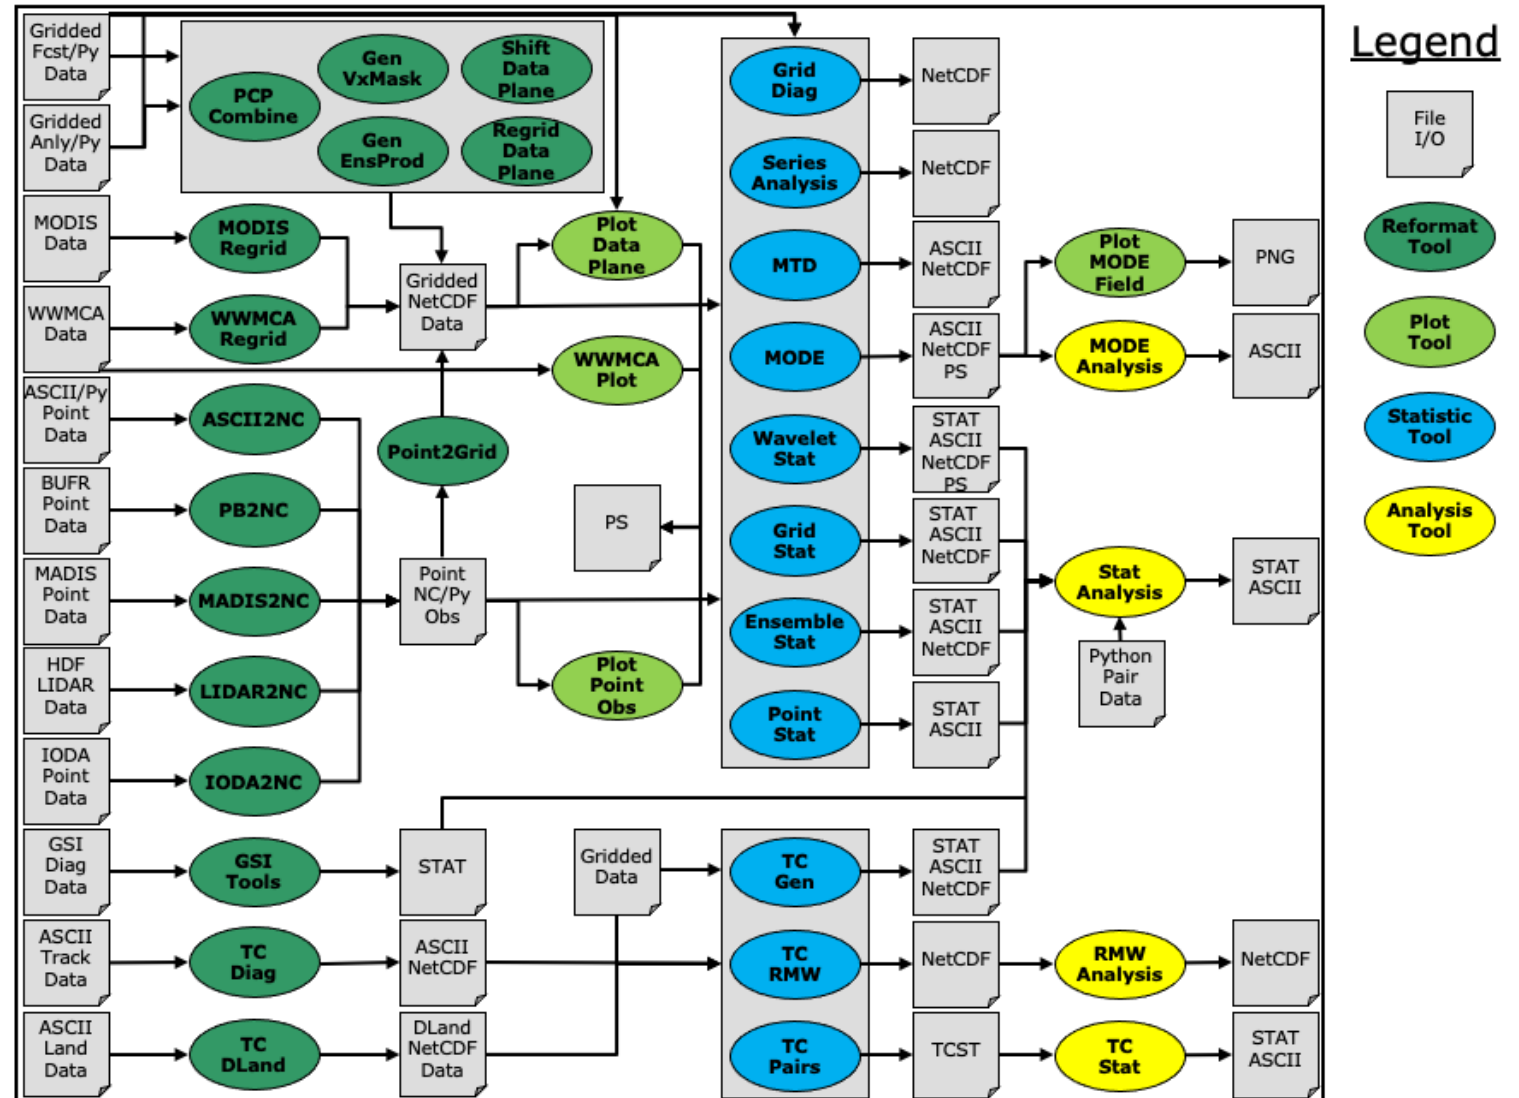 Gridded
Fcst/Py
Data
Gridded
Anly/Py
Data
MODIS
Data
WWMCA
Data
ASCII/Py
Point
Data
BUFR
Point
Data
MADIS
Point
Data
HDF
LIDAR
Data
IODA
Point
Data
GSI
Diag
Data
ASCII
Track
Data
ASCII
Land
Data
PCP
Combine
Gen
VxMask
Shift
Data
Plane
Gen
EnsProd
Regrid
Data
Plane
MODIS
Regrid
WWMCA
Regrid
ASCII2NC
PB2NC
MADIS2NC
LIDAR2NC
IODA2NC
GSI
Tools
TC
Diag
TC
DLand
Gridded
NetCDF
Data
Point2Grid
Point
NC/Py
Obs
STAT
ASCII
NetCDF
DLand
NetCDF
Data
Plot
Data
Plane
WWMCA
Plot
PS
Plot
Point
Obs
Gridded
Data
Grid
Diag
Series
Analysis
MTD
MODE
Wavelet
Stat
Grid
Stat
Ensemble
Stat
Point
Stat
TC
Gen
TC
RMW
TC
Pairs
NetCDF
NetCDF
ASCII
NetCDF
ASCII
NetCDF
PS
STAT
ASCII
NetCDF
PS
STAT
ASCII
NetCDF
STAT
ASCII
NetCDF
STAT
ASCII
STAT
ASCII
NetCDF
NetCDF
TCST
Plot
MODE
Field
MODE
Analysis
Stat
Analysis
Python
Pair
Data
RMW
Analysis
TC
Stat
PNG
ASCII
STAT
ASCII
NetCDF
STAT
ASCII
Legend
File
I/O
Reformat
Tool
Plot
Tool
Statistic
Tool
Analysis
Tool